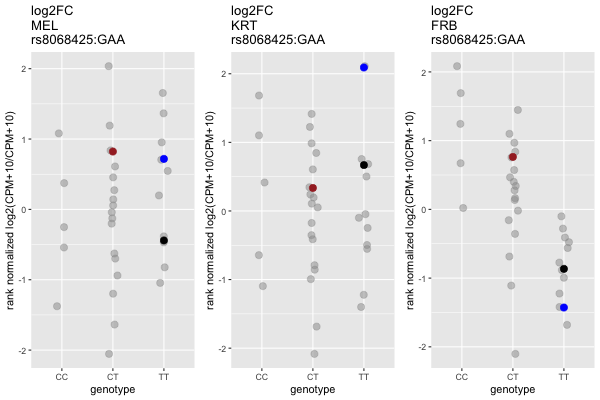 log2FC
MEL
rs8068425:GAA
rank normalized log2(CPM+10/CPM+10)
2
1
0
-1
-2
CC CT TT
genotype
log2FC
KRT
rs8068425:GAA
rank normalized log2(CPM+10/CPM+10)
2
1
0
-1
-2
CC CT TT
genotype
log2FC
FRB
rs8068425:GAA
rank normalized log2(CPM+10/CPM+10)
2
1
0
-1
-2
CC CT TT
genotype